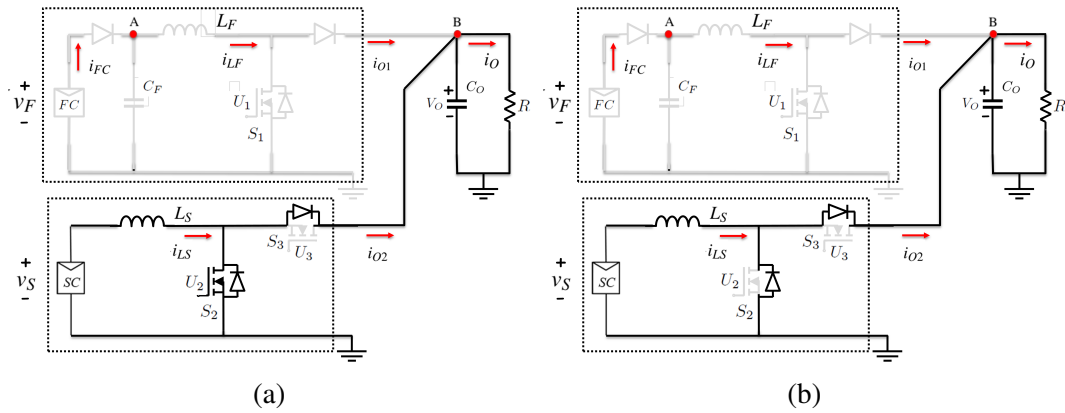 A L_F B
i_FC i_LF i_O1 i_O
v_F + − FC C_F U_1 S_1 V_O + − C_O R
L_S
i_LS S_3 U_3 i_O2
v_S + − SC U_2 S_2
(a)
A L_F B
i_FC i_LF i_O1 i_O
v_F + − FC C_F U_1 S_1 V_O + − C_O R
L_S
i_LS S_3 U_3 i_O2
v_S + − SC U_2 S_2
(b)